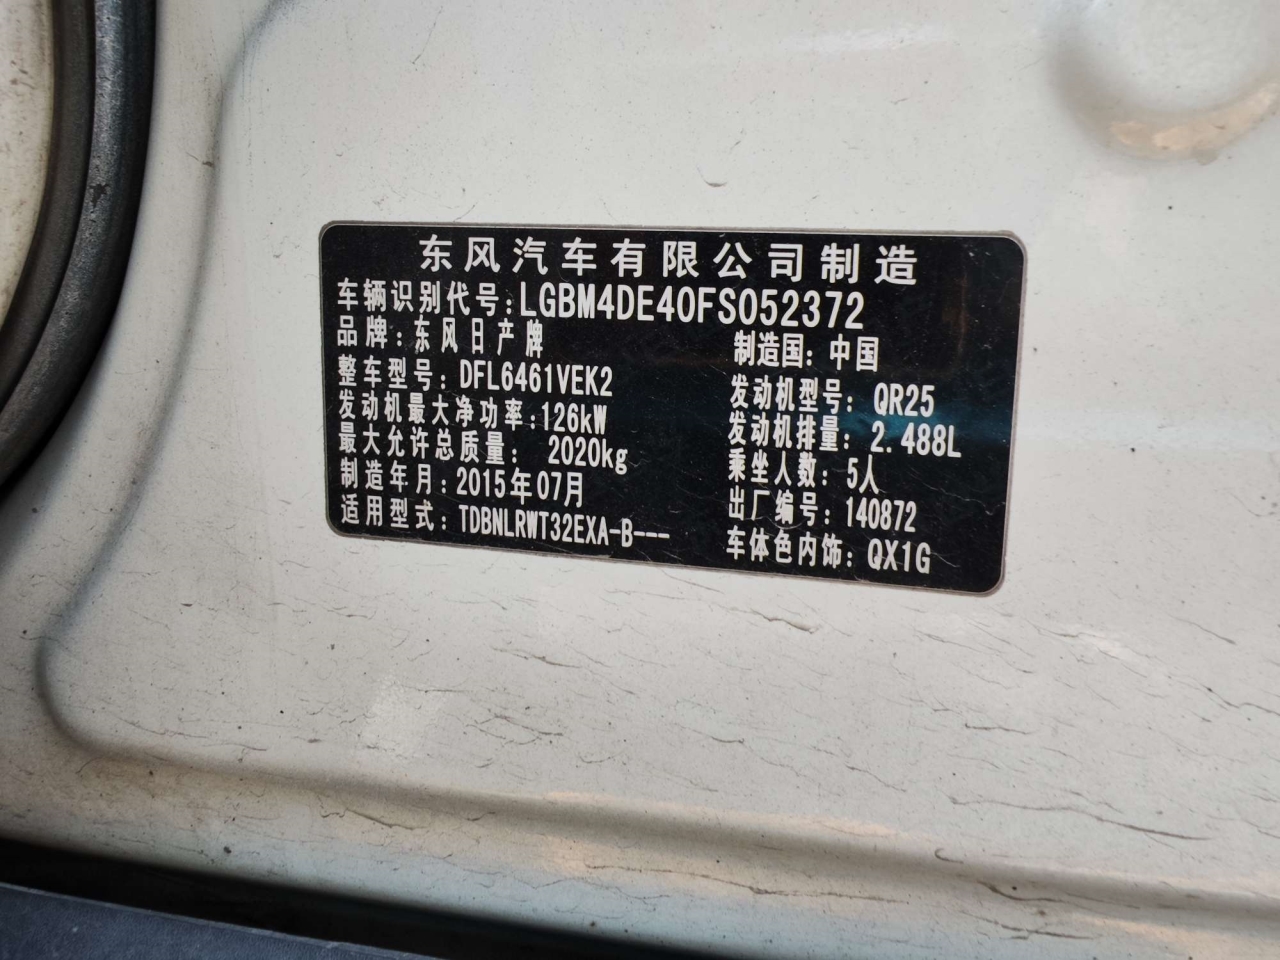 东风汽车有限公司制造
车辆识别代号:LGBM4DE40FS052372
品牌:东风日产牌 制造国:中国
整车型号:DFL6461VEK2 发动机型号:QR25
发动机最大净功率:126kW 发动机排量:2.488L
最大允许总质量:2020kg 乘坐人数:5人
制造年月:2015年07月 出厂编号:140872
适用型式:TDBNLRWT32EXA-B--- 车体色内饰:QX1G